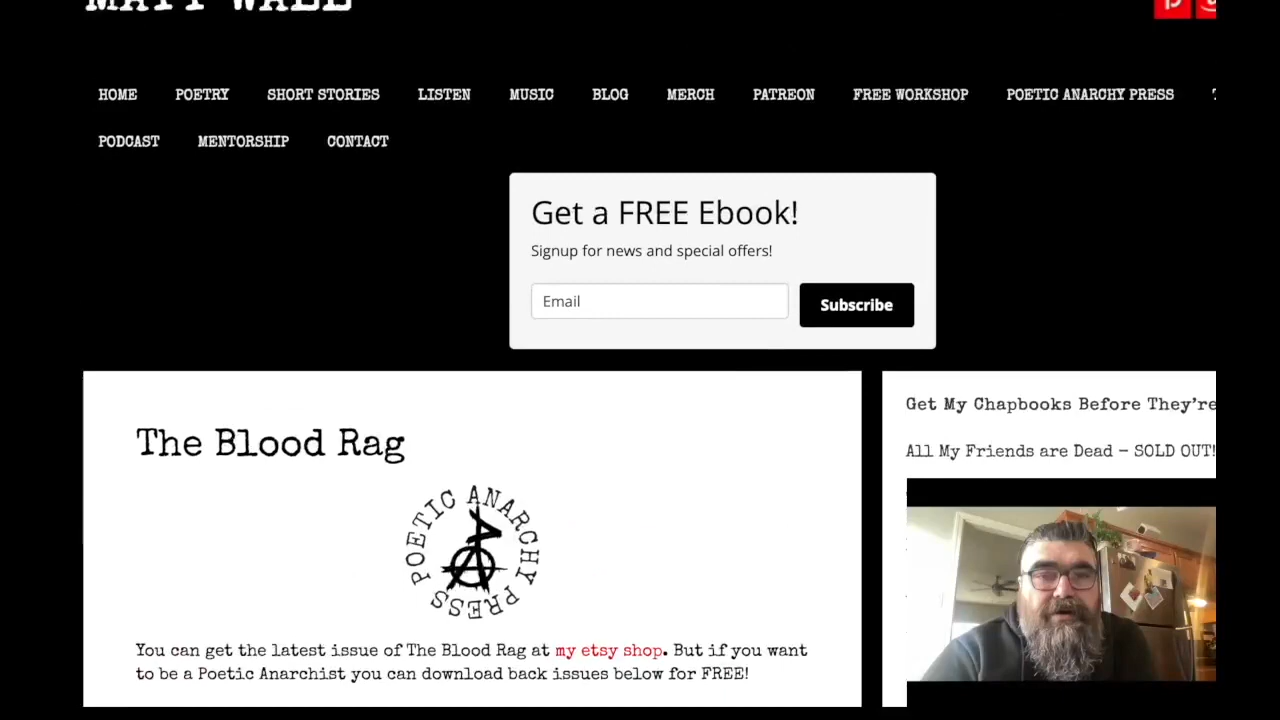 MATT WALL
HOME POETRY SHORT STORIES LISTEN MUSIC BLOG MERCH PATREON FREE WORKSHOP POETIC ANARCHY PRESS
PODCAST MENTORSHIP CONTACT
Get a FREE Ebook!
Signup for news and special offers!
Email
Subscribe
The Blood Rag
POETIC ANARCHY PRESS
You can get the latest issue of The Blood Rag at my etsy shop. But if you want
to be a Poetic Anarchist you can download back issues below for FREE!
Get My Chapbooks Before They’re
All My Friends are Dead – SOLD OUT!